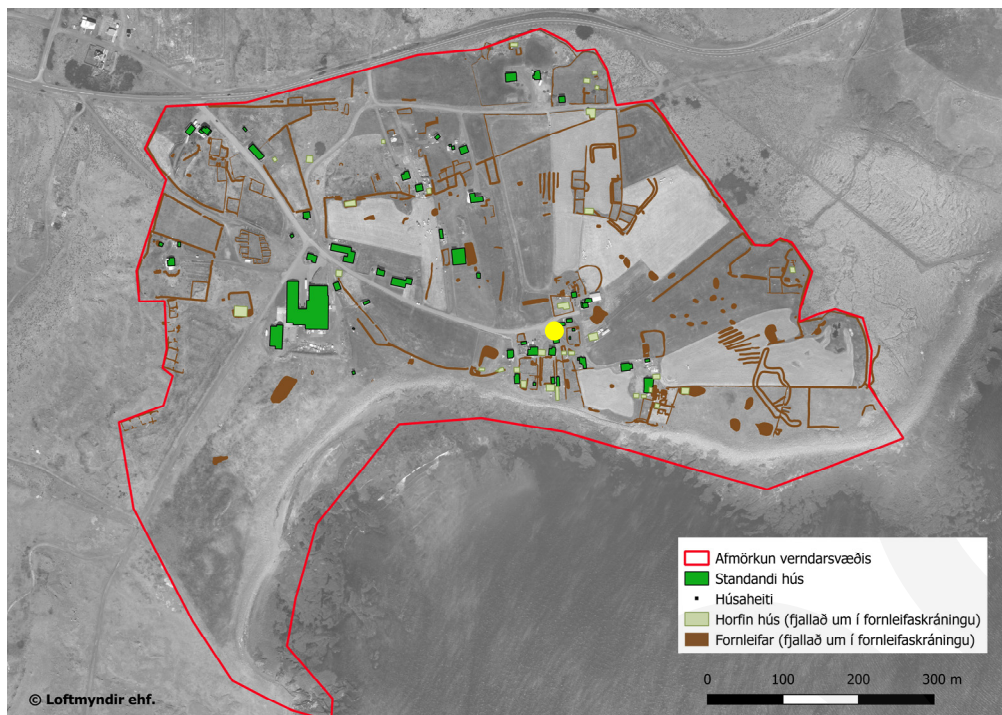 Afmörkun verndarsvæðis
Standandi hús
Húsaheiti
Horfin hús (fjallað um í fornleifaskráningu)
Fornleifar (fjallað um í fornleifaskráningu)
0 100 200 300 m
© Loftmyndir ehf.